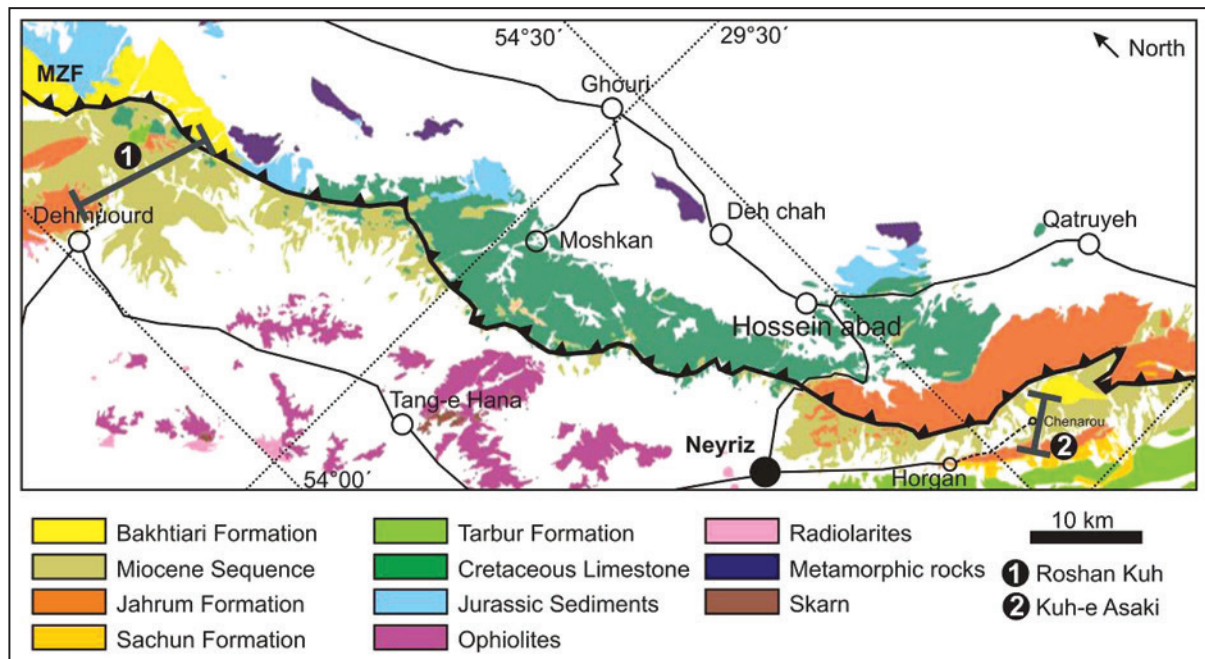 54°30´
29°30´
North
MZF
Ghouri
1
Dehmuourd
Moshkan
Deh chah
Qatruyeh
Hossein abad
Tang-e Hana
Neyriz
Chenarou
2
Horgan
54°00´
Bakhtiari Formation
Miocene Sequence
Jahrum Formation
Sachun Formation
Tarbur Formation
Cretaceous Limestone
Jurassic Sediments
Ophiolites
Radiolarites
Metamorphic rocks
Skarn
10 km
1 Roshan Kuh
2 Kuh-e Asaki